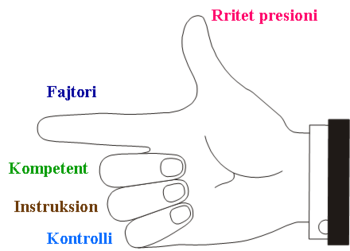 Rritet presioni
Fajtori
Kompetent
Instruksion
Kontrolli